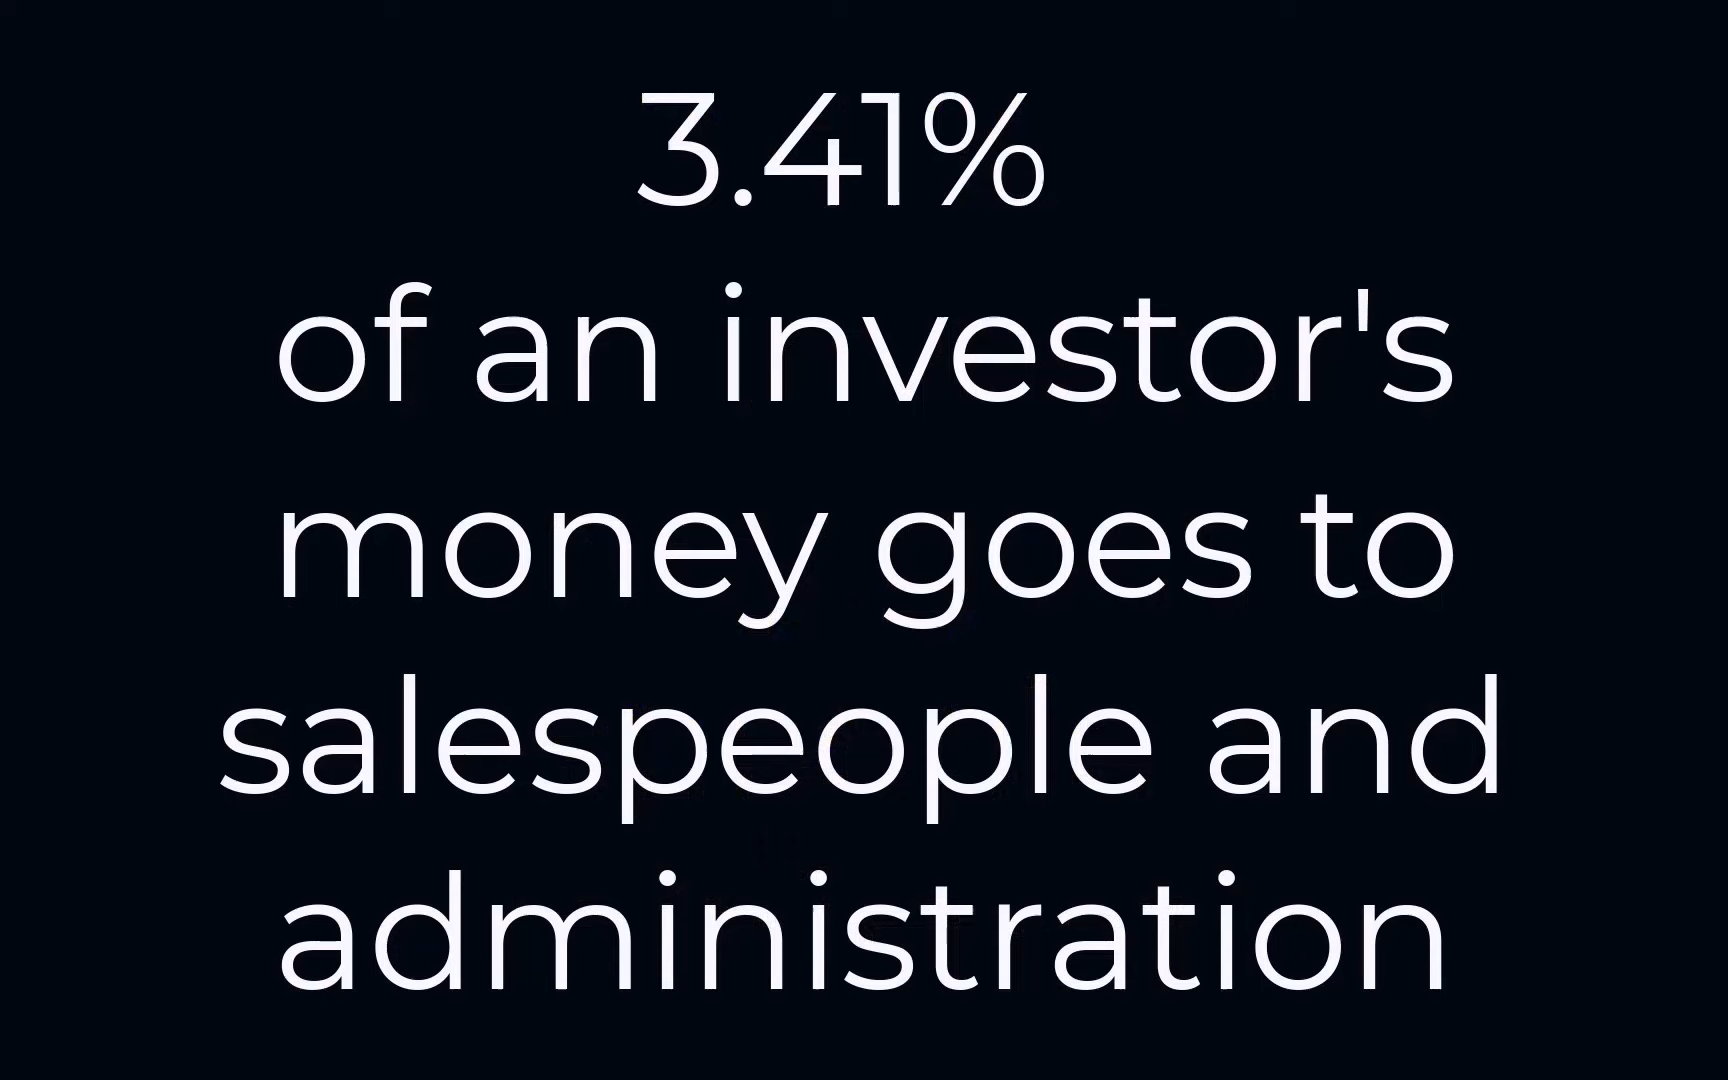 3.41%
of an investor's
money goes to
salespeople and
administration